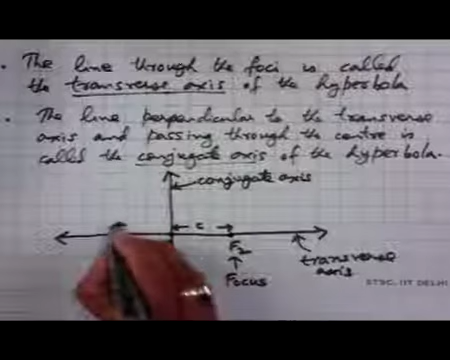 . The line through the foci is called
the transverse axis of the hyperbola
. The line perpendicular to the transverse
axis and passing through the centre is
called the conjugate axis of the hyperbola.
conjugate axis
c
F2
transverse
axis
Focus
ETSC, IIT DELHI